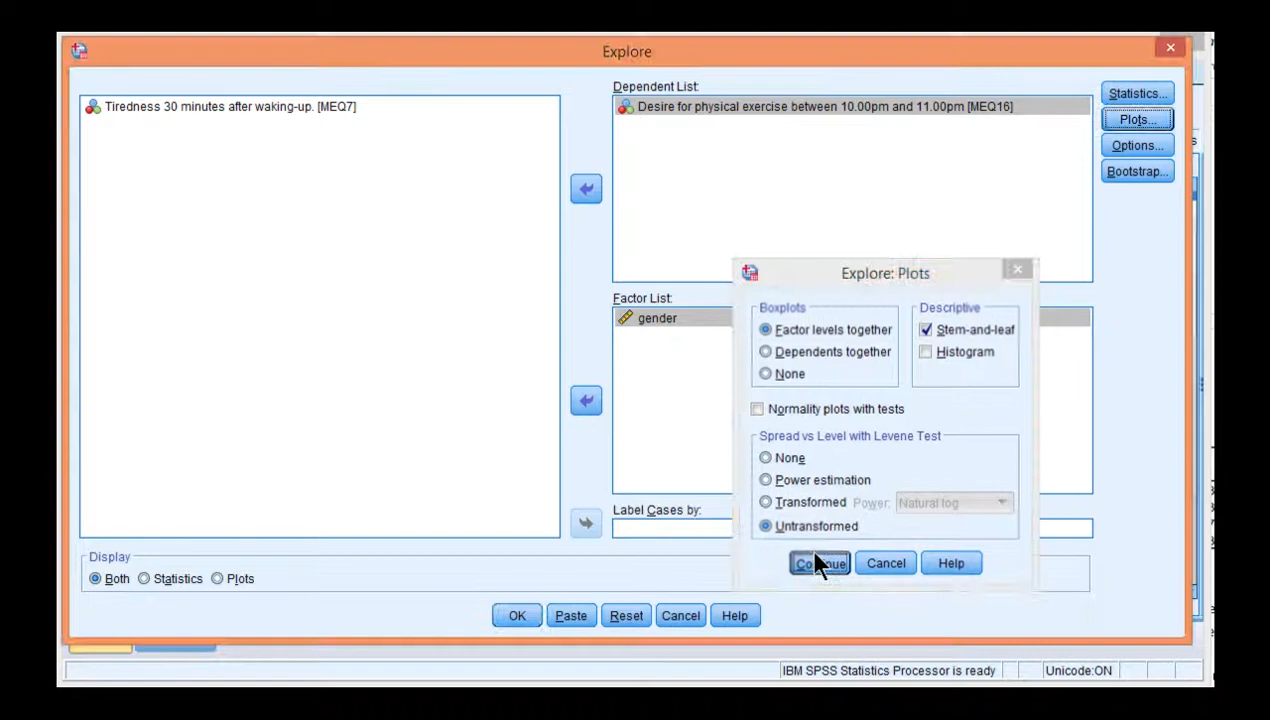 Explore
Dependent List:
Tiredness 30 minutes after waking-up. [MEQ7]
Desire for physical exercise between 10.00pm and 11.00pm [MEQ16]
Statistics...
Plots...
Options...
Bootstrap...
Factor List:
gender
Label Cases by:
Explore: Plots
Boxplots
Factor levels together
Dependents together
None
Descriptive
Stem-and-leaf
Histogram
Normality plots with tests
Spread vs Level with Levene Test
None
Power estimation
Transformed Power: Natural log
Untransformed
Continue Cancel Help
Display
Both Statistics Plots
OK Paste Reset Cancel Help
IBM SPSS Statistics Processor is ready Unicode:ON